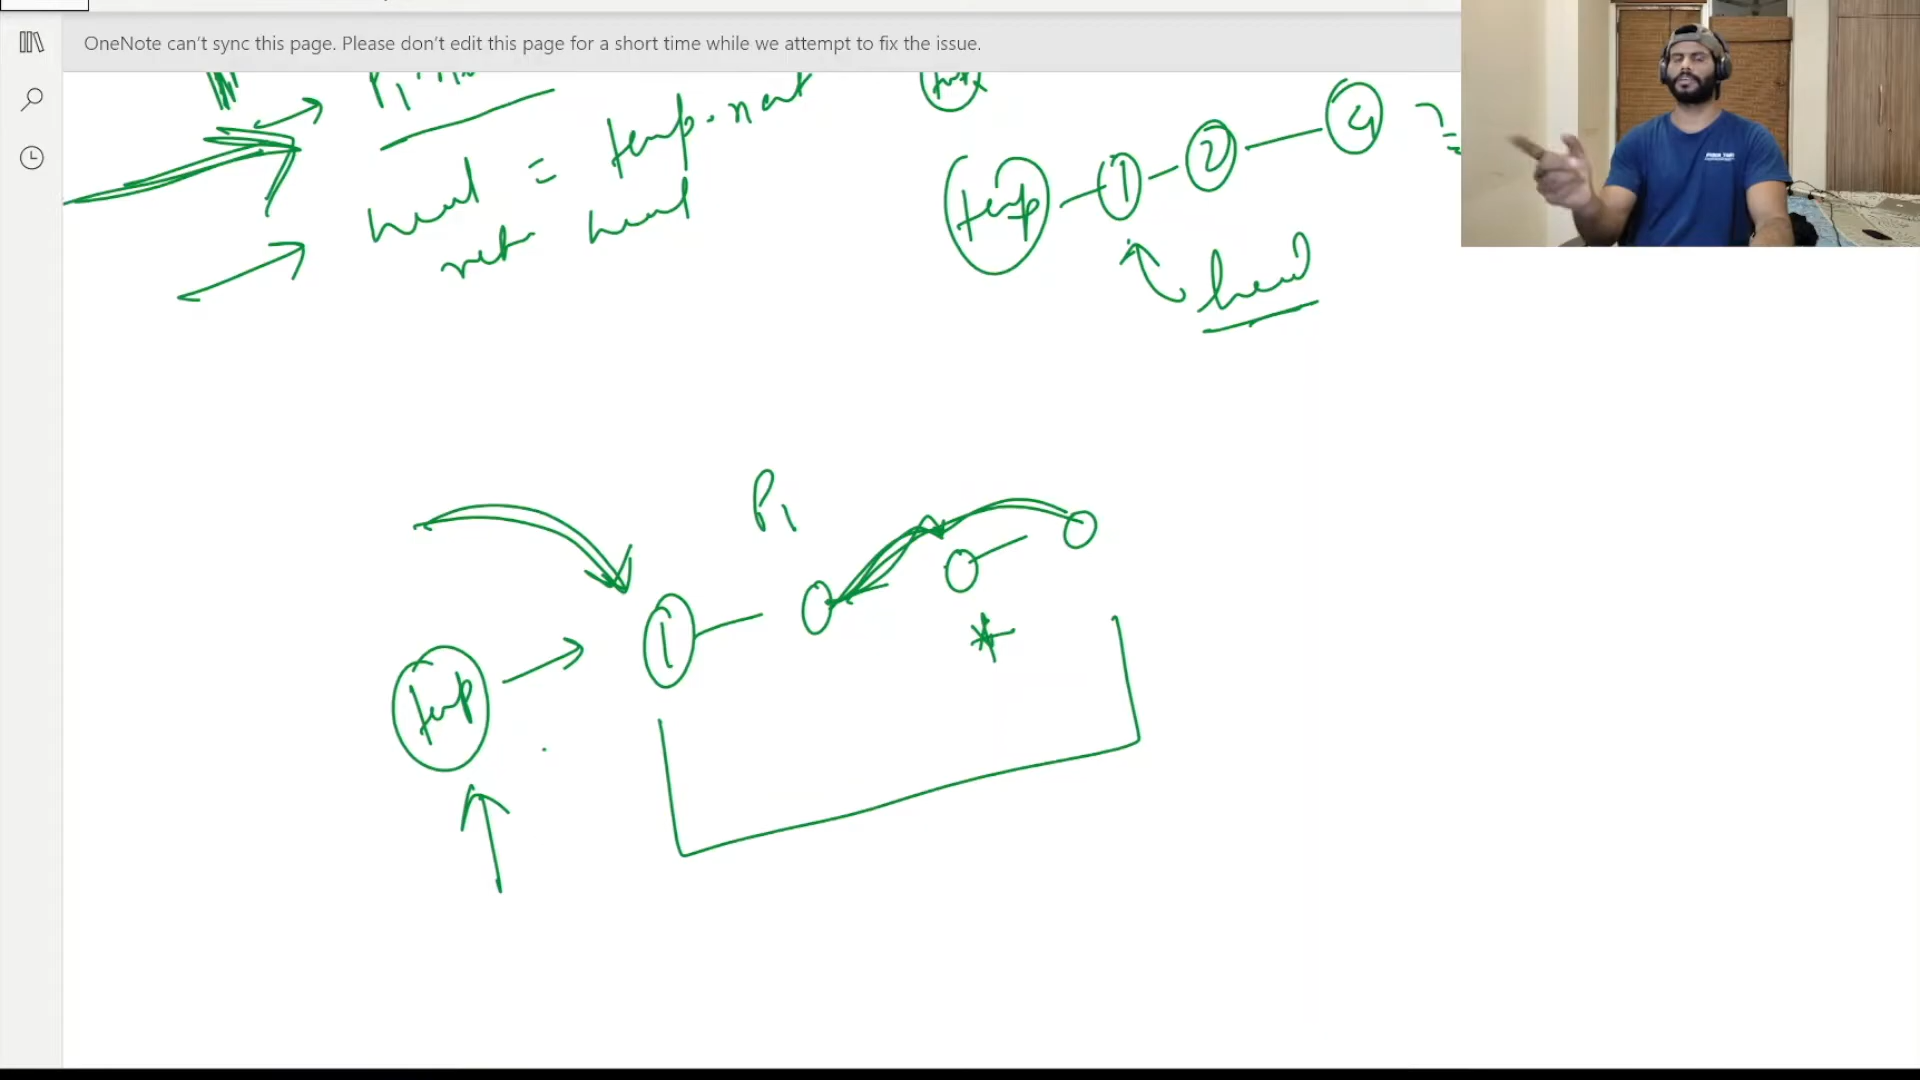 OneNote can't sync this page. Please don't edit this page for a short time while we attempt to fix the issue.
head = temp.next
ret head
temp 1 2 4
head
P1
1
temp